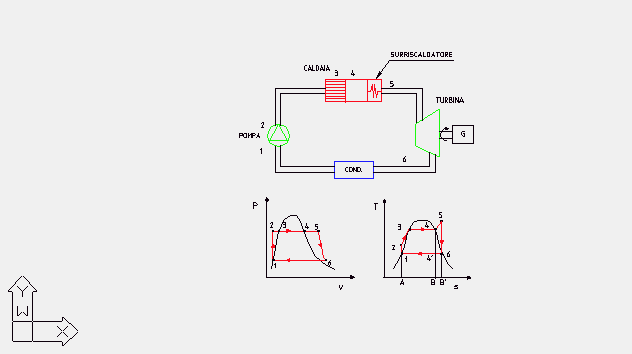 SURRISCALDATORE
CALDAIA 3 4
5
TURBINA
2
POMPA
G
1
6
COND.
P
2 3 4 5
1 6
V
T
5
3 4
2
1 4' 6
A B B'
s
Y
W
X